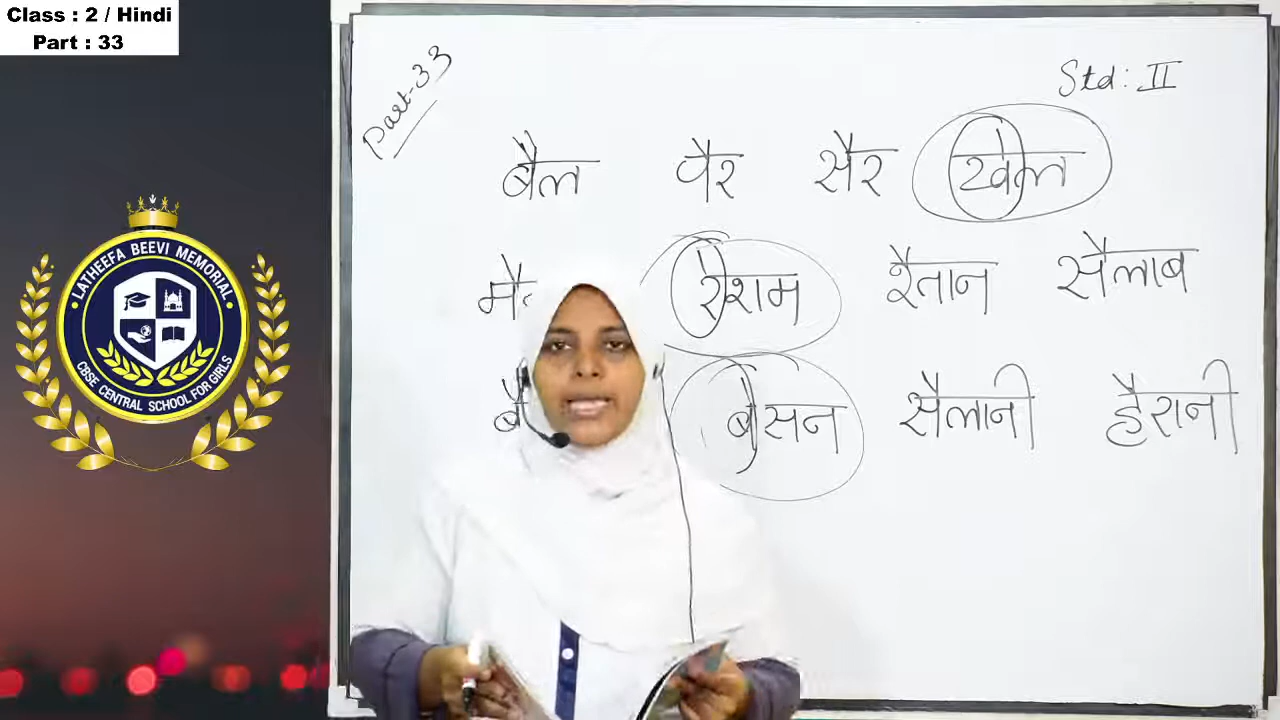 Class : 2 / Hindi
Part : 33
Part-33
Std: II
बैल पैर सैर खेल
रेशम रैतान सैलाब
बेसन सैलानी हैरानी
LATHEEFA BEEVI MEMORIAL
CBSE CENTRAL SCHOOL FOR GIRLS